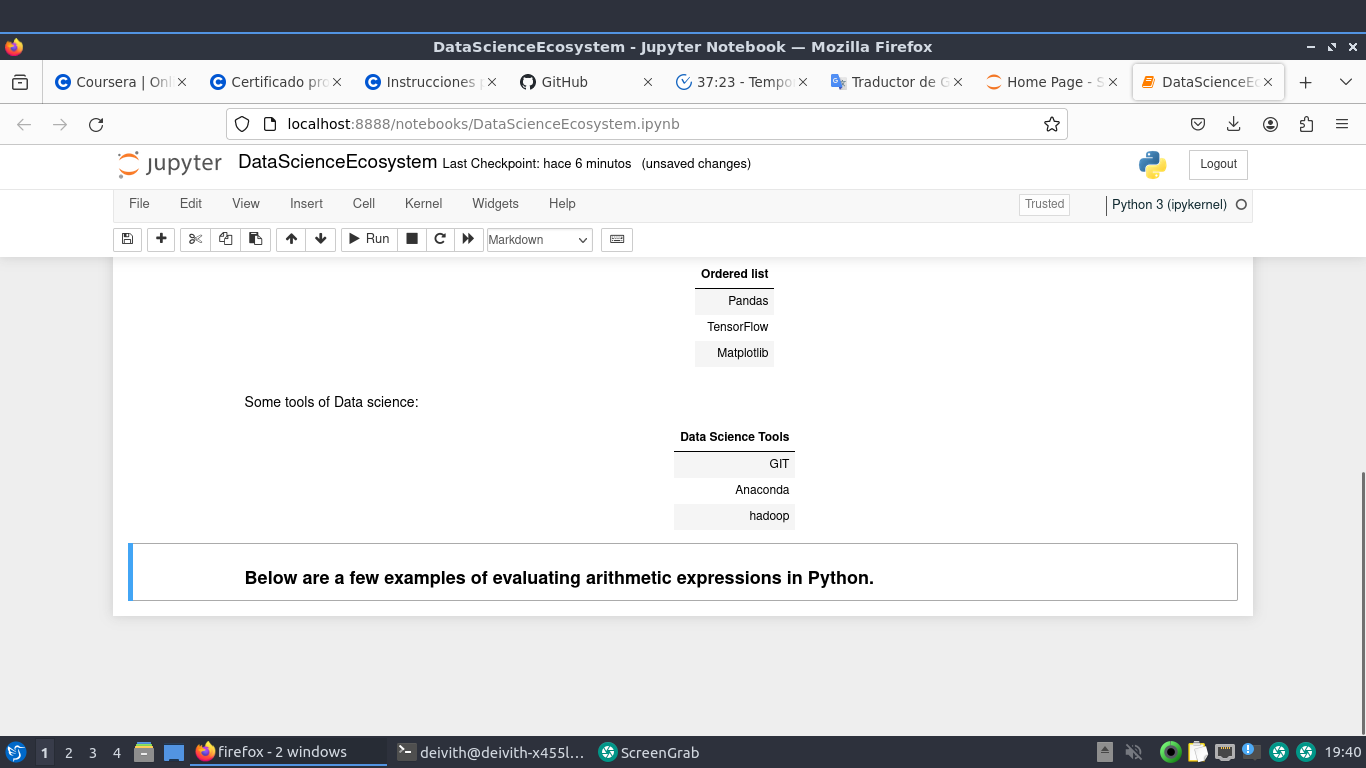 DataScienceEcosystem - Jupyter Notebook — Mozilla Firefox
Coursera | Onl
Certificado pro
Instrucciones p
GitHub
37:23 - Tempo
Traductor de G
Home Page - S
DataScienceEc
localhost:8888/notebooks/DataScienceEcosystem.ipynb
jupyter DataScienceEcosystem Last Checkpoint: hace 6 minutos (unsaved changes)
Logout
File Edit View Insert Cell Kernel Widgets Help
Trusted
Python 3 (ipykernel)
Run
Markdown
Ordered list
Pandas
TensorFlow
Matplotlib
Some tools of Data science:
Data Science Tools
GIT
Anaconda
hadoop
Below are a few examples of evaluating arithmetic expressions in Python.
1 2 3 4
firefox - 2 windows
deivith@deivith-x455l...
ScreenGrab
19:40